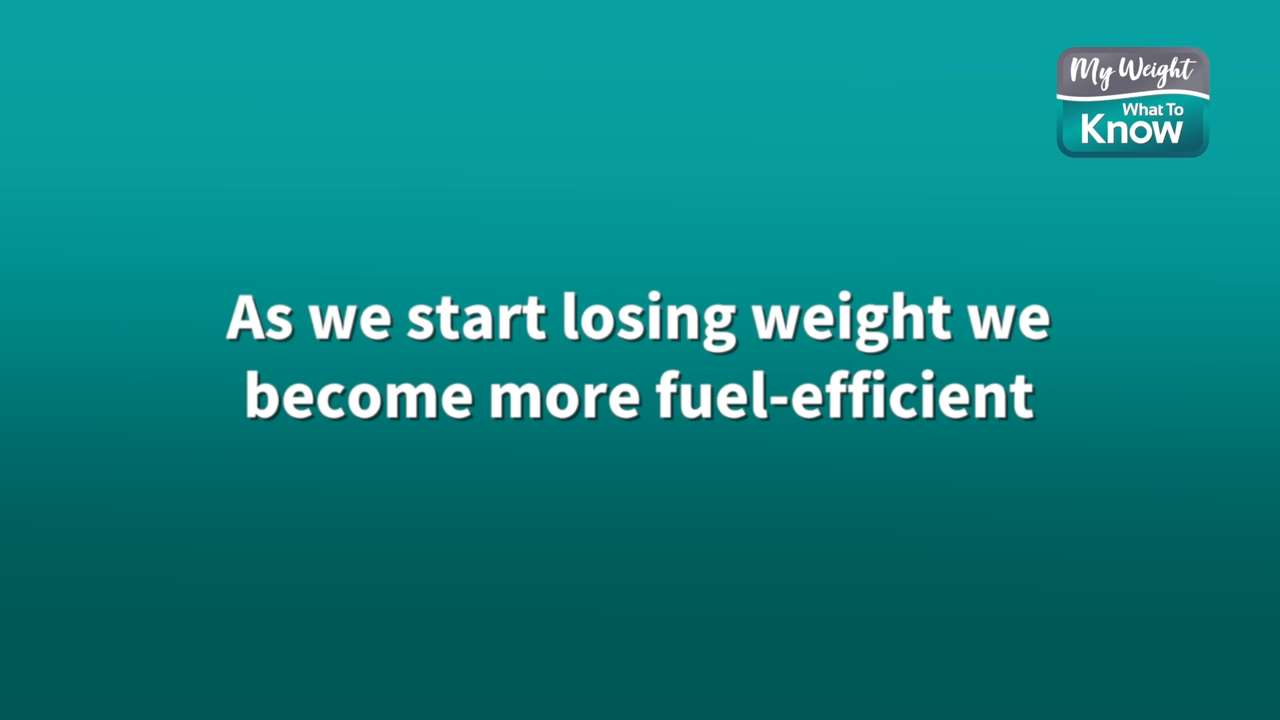 My Weight
What To
Know
As we start losing weight we
become more fuel-efficient